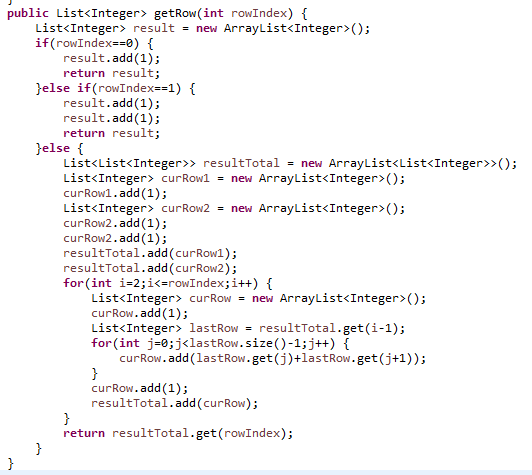 }
public List<Integer> getRow(int rowIndex) {
    List<Integer> result = new ArrayList<Integer>();
    if(rowIndex==0) {
        result.add(1);
        return result;
    }else if(rowIndex==1) {
        result.add(1);
        result.add(1);
        return result;
    }else {
        List<List<Integer>> resultTotal = new ArrayList<List<Integer>>();
        List<Integer> curRow1 = new ArrayList<Integer>();
        curRow1.add(1);
        List<Integer> curRow2 = new ArrayList<Integer>();
        curRow2.add(1);
        curRow2.add(1);
        resultTotal.add(curRow1);
        resultTotal.add(curRow2);
        for(int i=2;i<=rowIndex;i++) {
            List<Integer> curRow = new ArrayList<Integer>();
            curRow.add(1);
            List<Integer> lastRow = resultTotal.get(i-1);
            for(int j=0;j<lastRow.size()-1;j++) {
                curRow.add(lastRow.get(j)+lastRow.get(j+1));
            }
            curRow.add(1);
            resultTotal.add(curRow);
        }
        return resultTotal.get(rowIndex);
    }
}